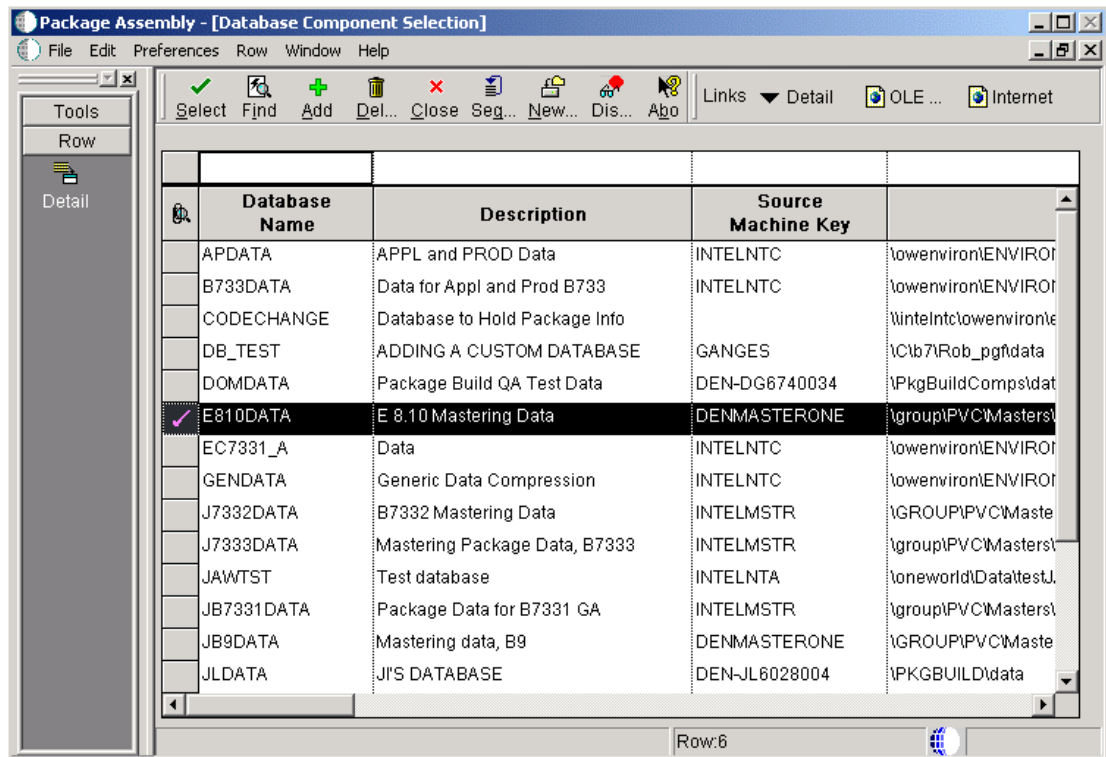 Package Assembly - [Database Component Selection]
File Edit Preferences Row Window Help
Tools
Row
Detail
Select Find Add Del... Close Seq... New... Dis... Abo Links Detail OLE ... Internet
Database Name Description Source Machine Key
APDATA APPL and PROD Data INTELNTC \owenviron\ENVIRO
B733DATA Data for Appl and Prod B733 INTELNTC \owenviron\ENVIRO
CODECHANGE Database to Hold Package Info \\intelntc\owenviron\e
DB_TEST ADDING A CUSTOM DATABASE GANGES \C\b7\Rob_pgf\data
DOMDATA Package Build QA Test Data DEN-DG6740034 \PkgBuildComps\dat
E810DATA E 8.10 Mastering Data DENMASTERONE \group\PVC\Masters\
EC7331_A Data INTELNTC \owenviron\ENVIRO
GENDATA Generic Data Compression INTELNTC \owenviron\ENVIRO
J7332DATA B7332 Mastering Data INTELMSTR \GROUP\PVC\Maste
J7333DATA Mastering Package Data, B7333 INTELMSTR \group\PVC\Masters\
JAWTST Test database INTELNTA \oneworld\Data\testJ
JB7331DATA Package Data for B7331 GA INTELMSTR \group\PVC\Masters\
JB9DATA Mastering data, B9 DENMASTERONE \GROUP\PVC\Maste
JLDATA JI'S DATABASE DEN-JL6028004 \PKGBUILD\data
Row:6